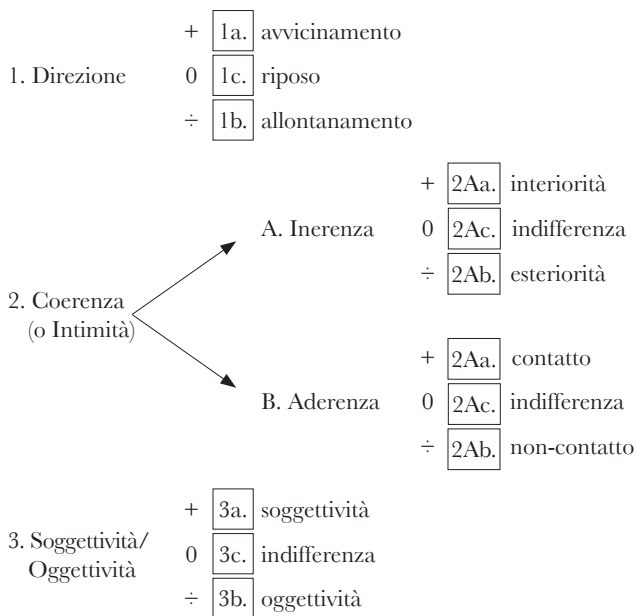 + 1a. avvicinamento
1. Direzione 0 1c. riposo
÷ 1b. allontanamento
+ 2Aa. interiorità
A. Inerenza 0 2Ac. indifferenza
÷ 2Ab. esteriorità
2. Coerenza
(o Intimità)
+ 2Aa. contatto
B. Aderenza 0 2Ac. indifferenza
÷ 2Ab. non-contatto
+ 3a. soggettività
3. Soggettività/
Oggettività
0 3c. indifferenza
÷ 3b. oggettività